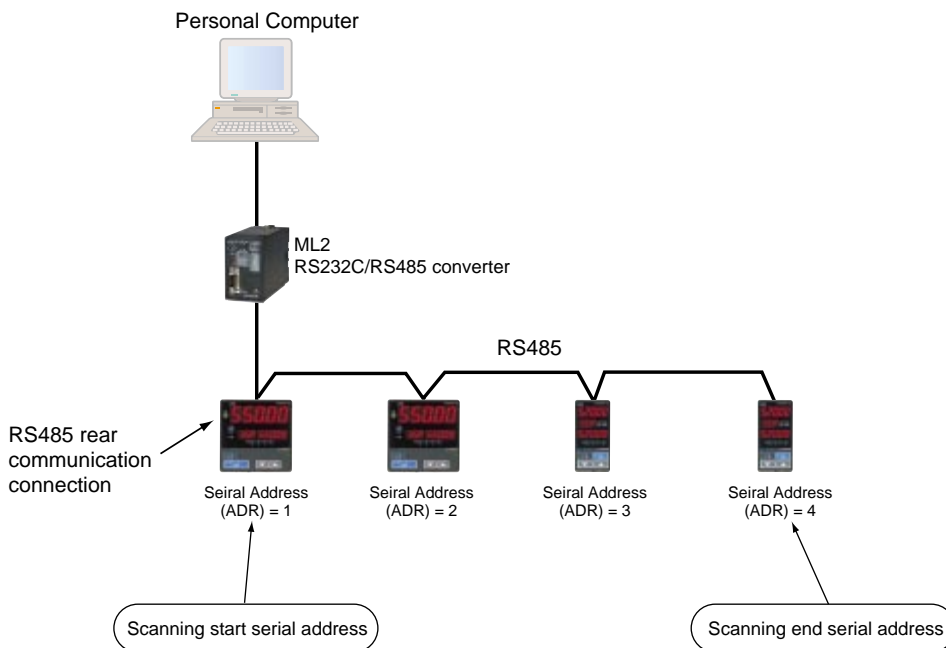 Personal Computer
ML2
RS232C/RS485 converter
RS485
RS485 rear
communication
connection
Seiral Address
(ADR) = 1
Seiral Address
(ADR) = 2
Seiral Address
(ADR) = 3
Seiral Address
(ADR) = 4
Scanning start serial address
Scanning end serial address